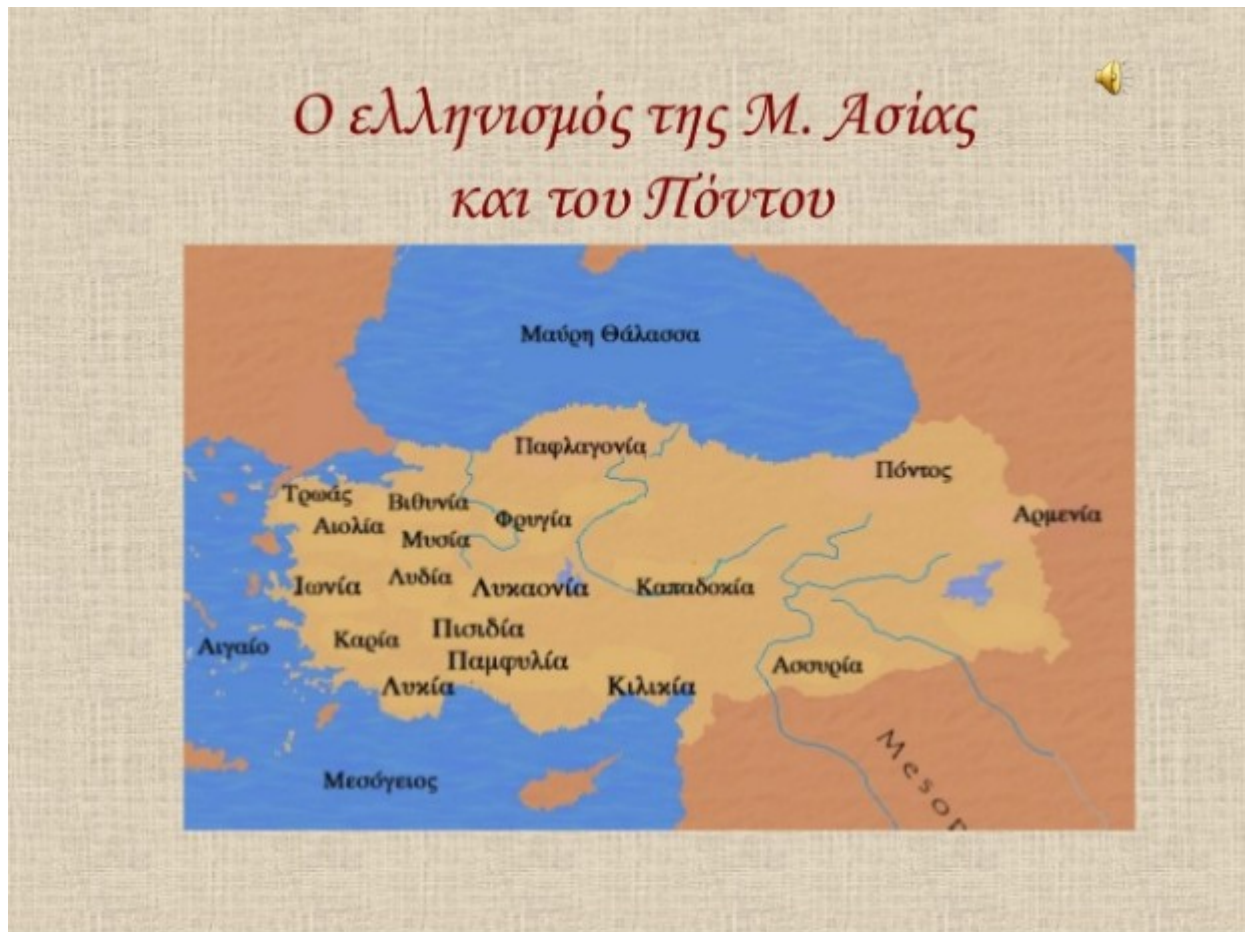 Ο ελληνισμός της Μ. Ασίας
και του Πόντου
Μαύρη Θάλασσα
Παφλαγονία
Πόντος
Τρωάς
Βιθυνία
Φρυγία
Αρμενία
Αιολία
Μυσία
Ιωνία
Λυδία
Λυκαονία
Καπαδοκία
Αιγαίο
Καρία
Πισιδία
Παμφυλία
Ασσυρία
Λυκία
Κιλικία
Μεσόγειος
Mesop